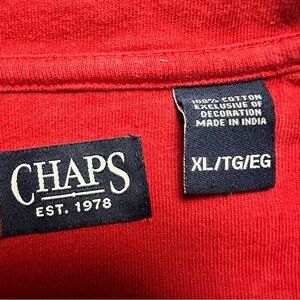 CHAPS
EST. 1978
100% COTTON
EXCLUSIVE OF
DECORATION
MADE IN INDIA
XL/TG/EG